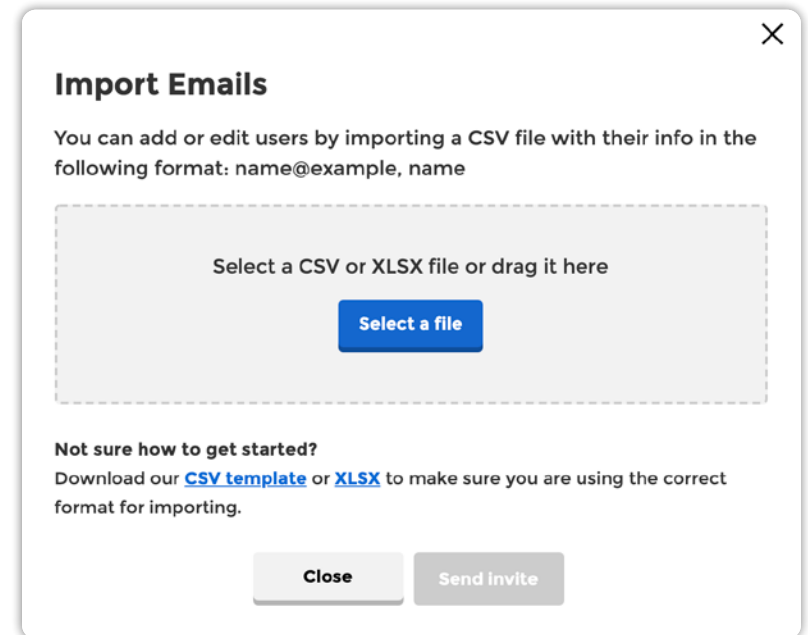 Import Emails
You can add or edit users by importing a CSV file with their info in the
following format: name@example, name
Select a CSV or XLSX file or drag it here
Select a file
Not sure how to get started?
Download our CSV template or XLSX to make sure you are using the correct
format for importing.
Close
Send invite